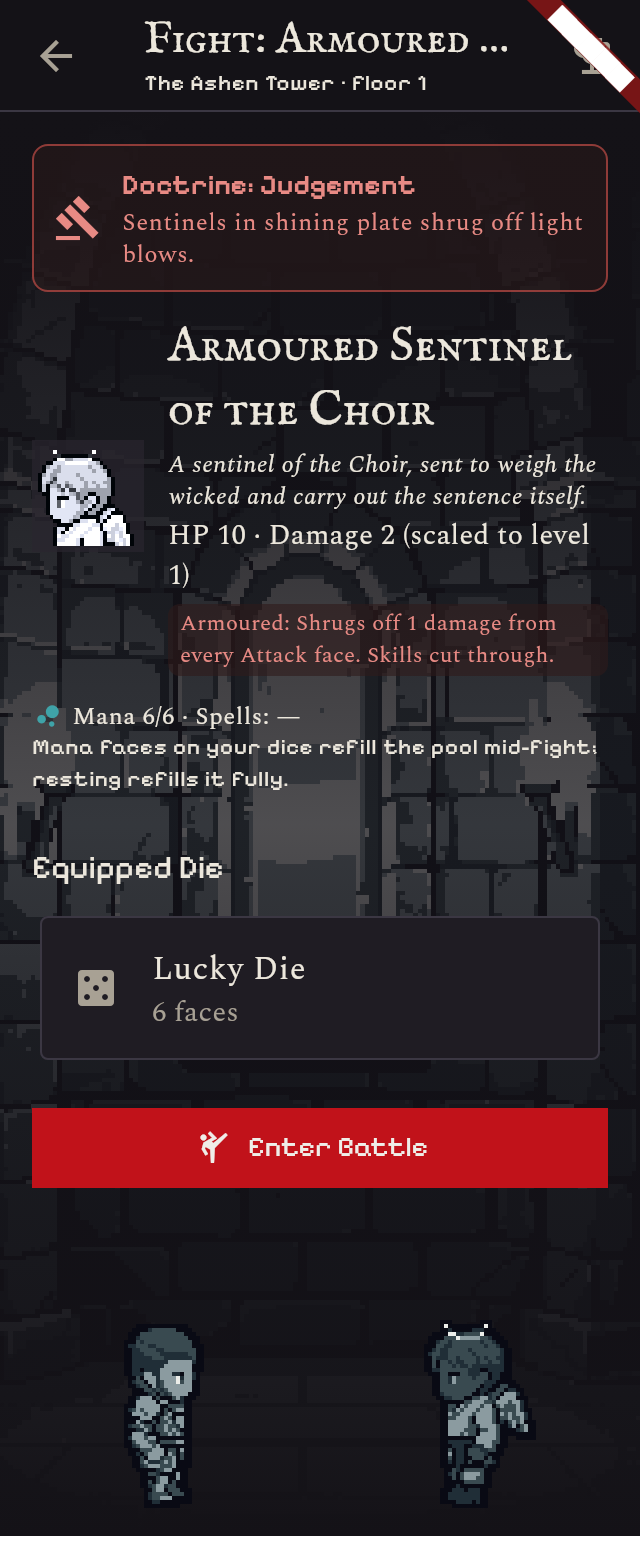 Fight: Armoured ...
The Ashen Tower · Floor 1
Doctrine: Judgement
Sentinels in shining plate shrug off light
blows.
Armoured Sentinel
of the Choir
A sentinel of the Choir, sent to weigh the
wicked and carry out the sentence itself.
HP 10 · Damage 2 (scaled to level
1)
Armoured: Shrugs off 1 damage from
every Attack face. Skills cut through.
Mana 6/6 · Spells: —
Mana faces on your dice refill the pool mid-fight;
resting refills it fully.
Equipped Die
Lucky Die
6 faces
Enter Battle